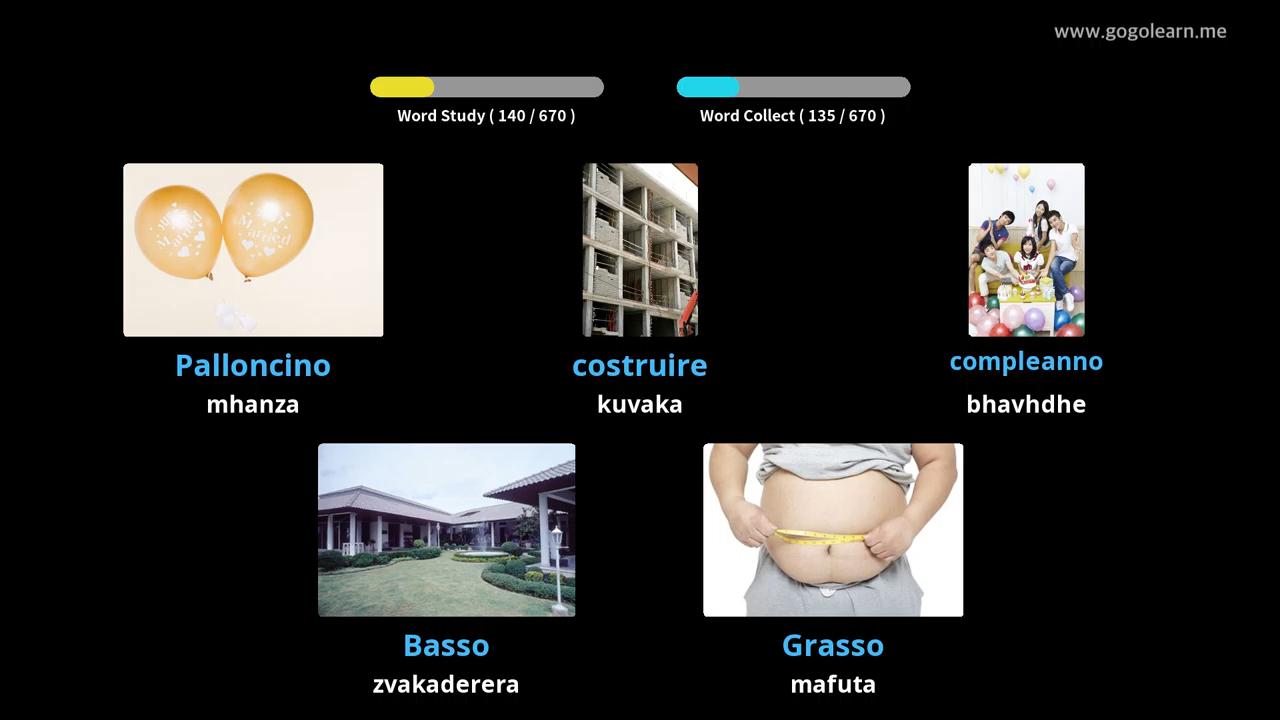 www.gogolearn.me
Word Study ( 140 / 670 )
Word Collect ( 135 / 670 )
Palloncino
mhanza
costruire
kuvaka
compleanno
bhavhdhe
Basso
zvakaderera
Grasso
mafuta